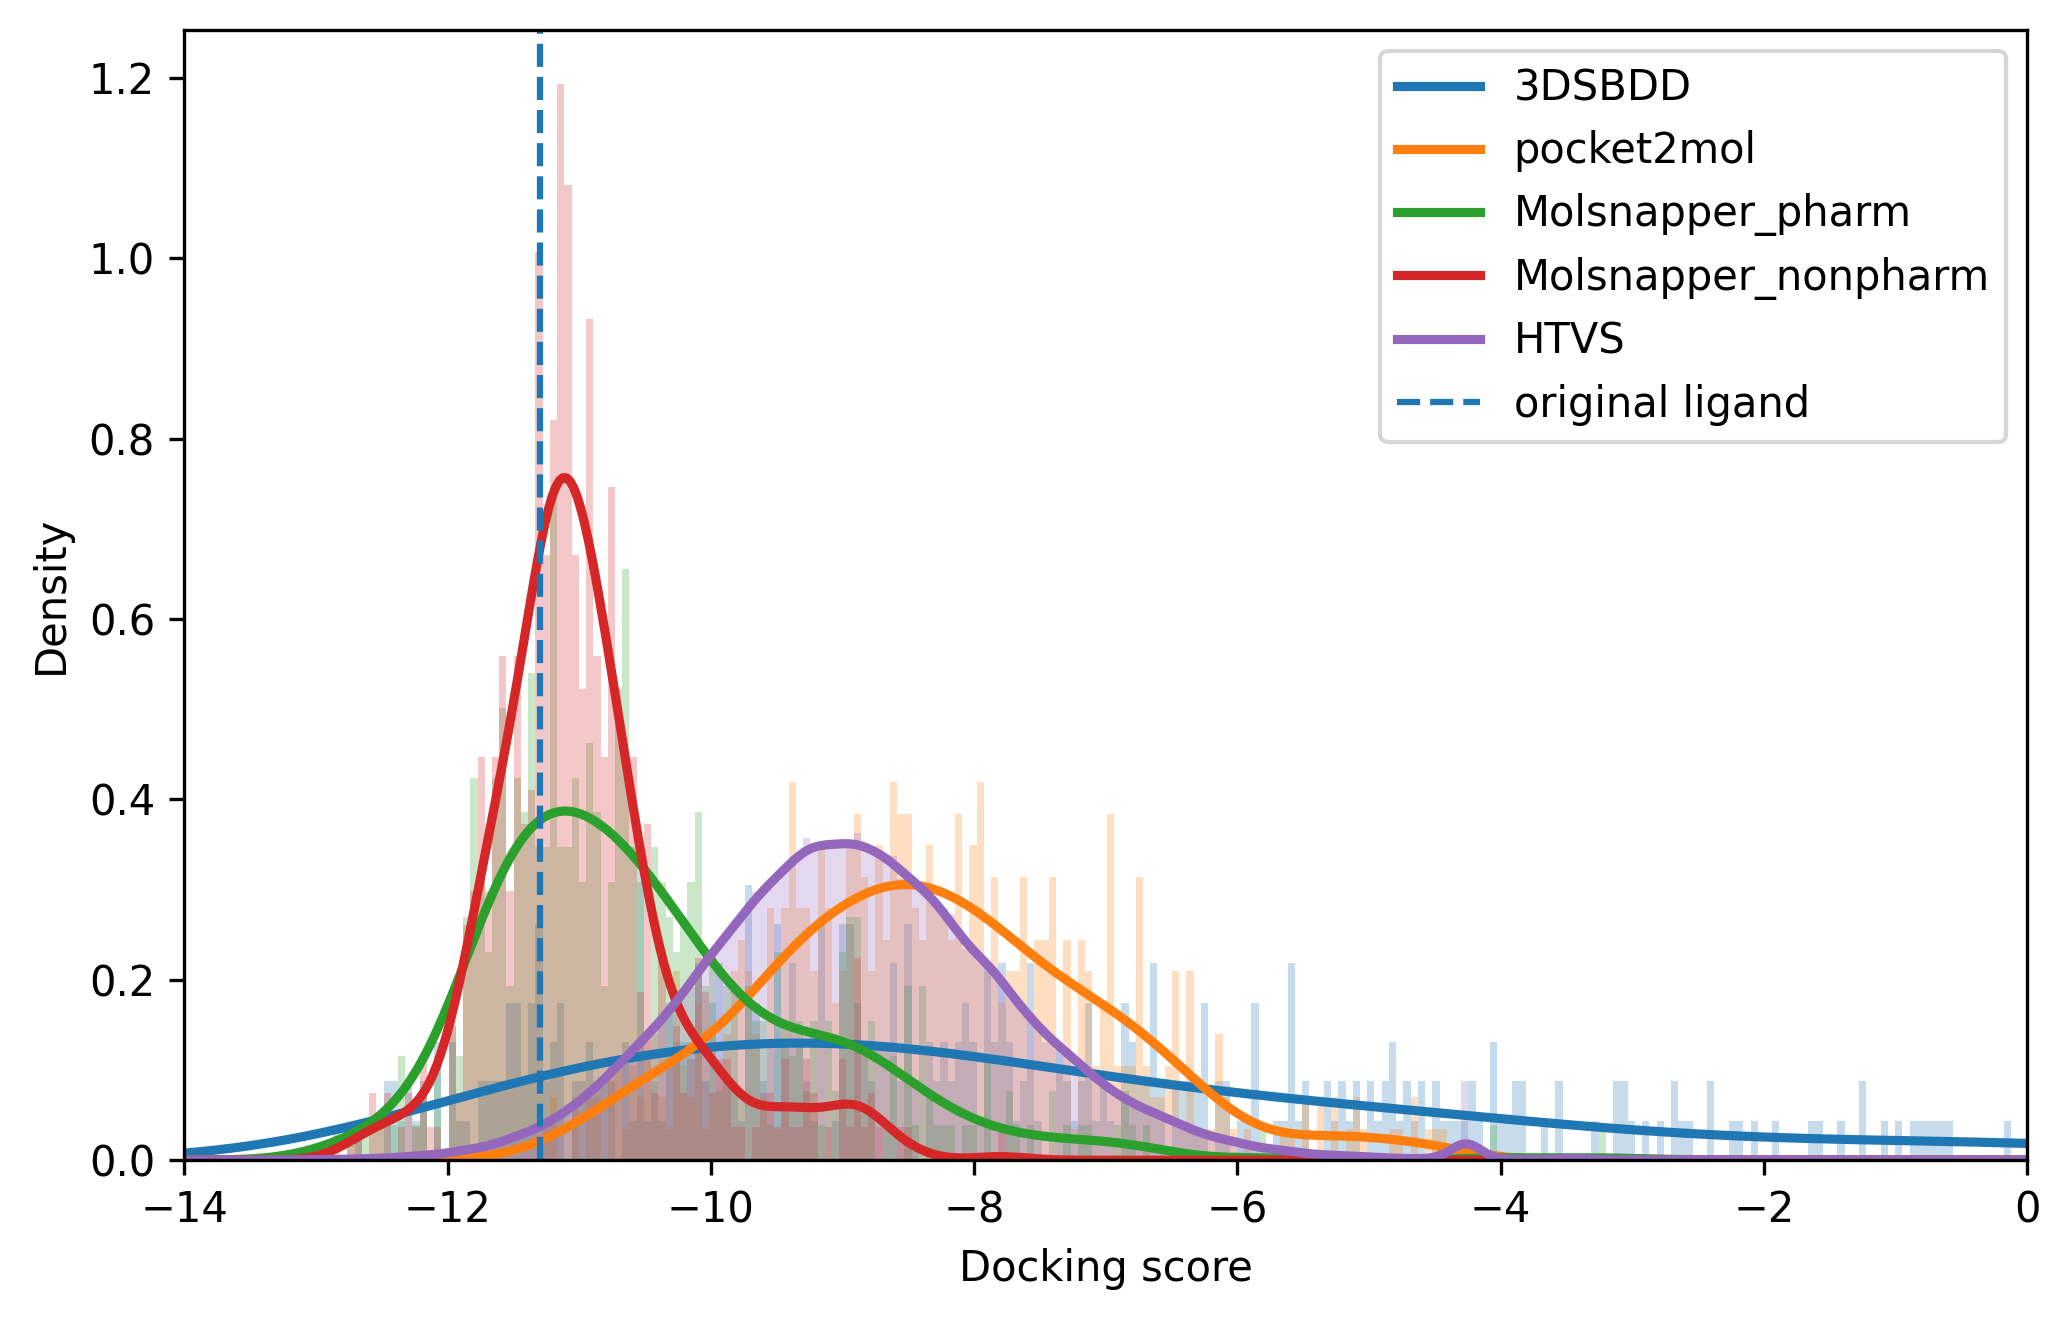 1.2
1.0
0.8
0.6
0.4
0.2
0.0
Density
3DSBDD
pocket2mol
Molsnapper_pharm
Molsnapper_nonpharm
HTVS
original ligand
−14 −12 −10 −8 −6 −4 −2 0
Docking score